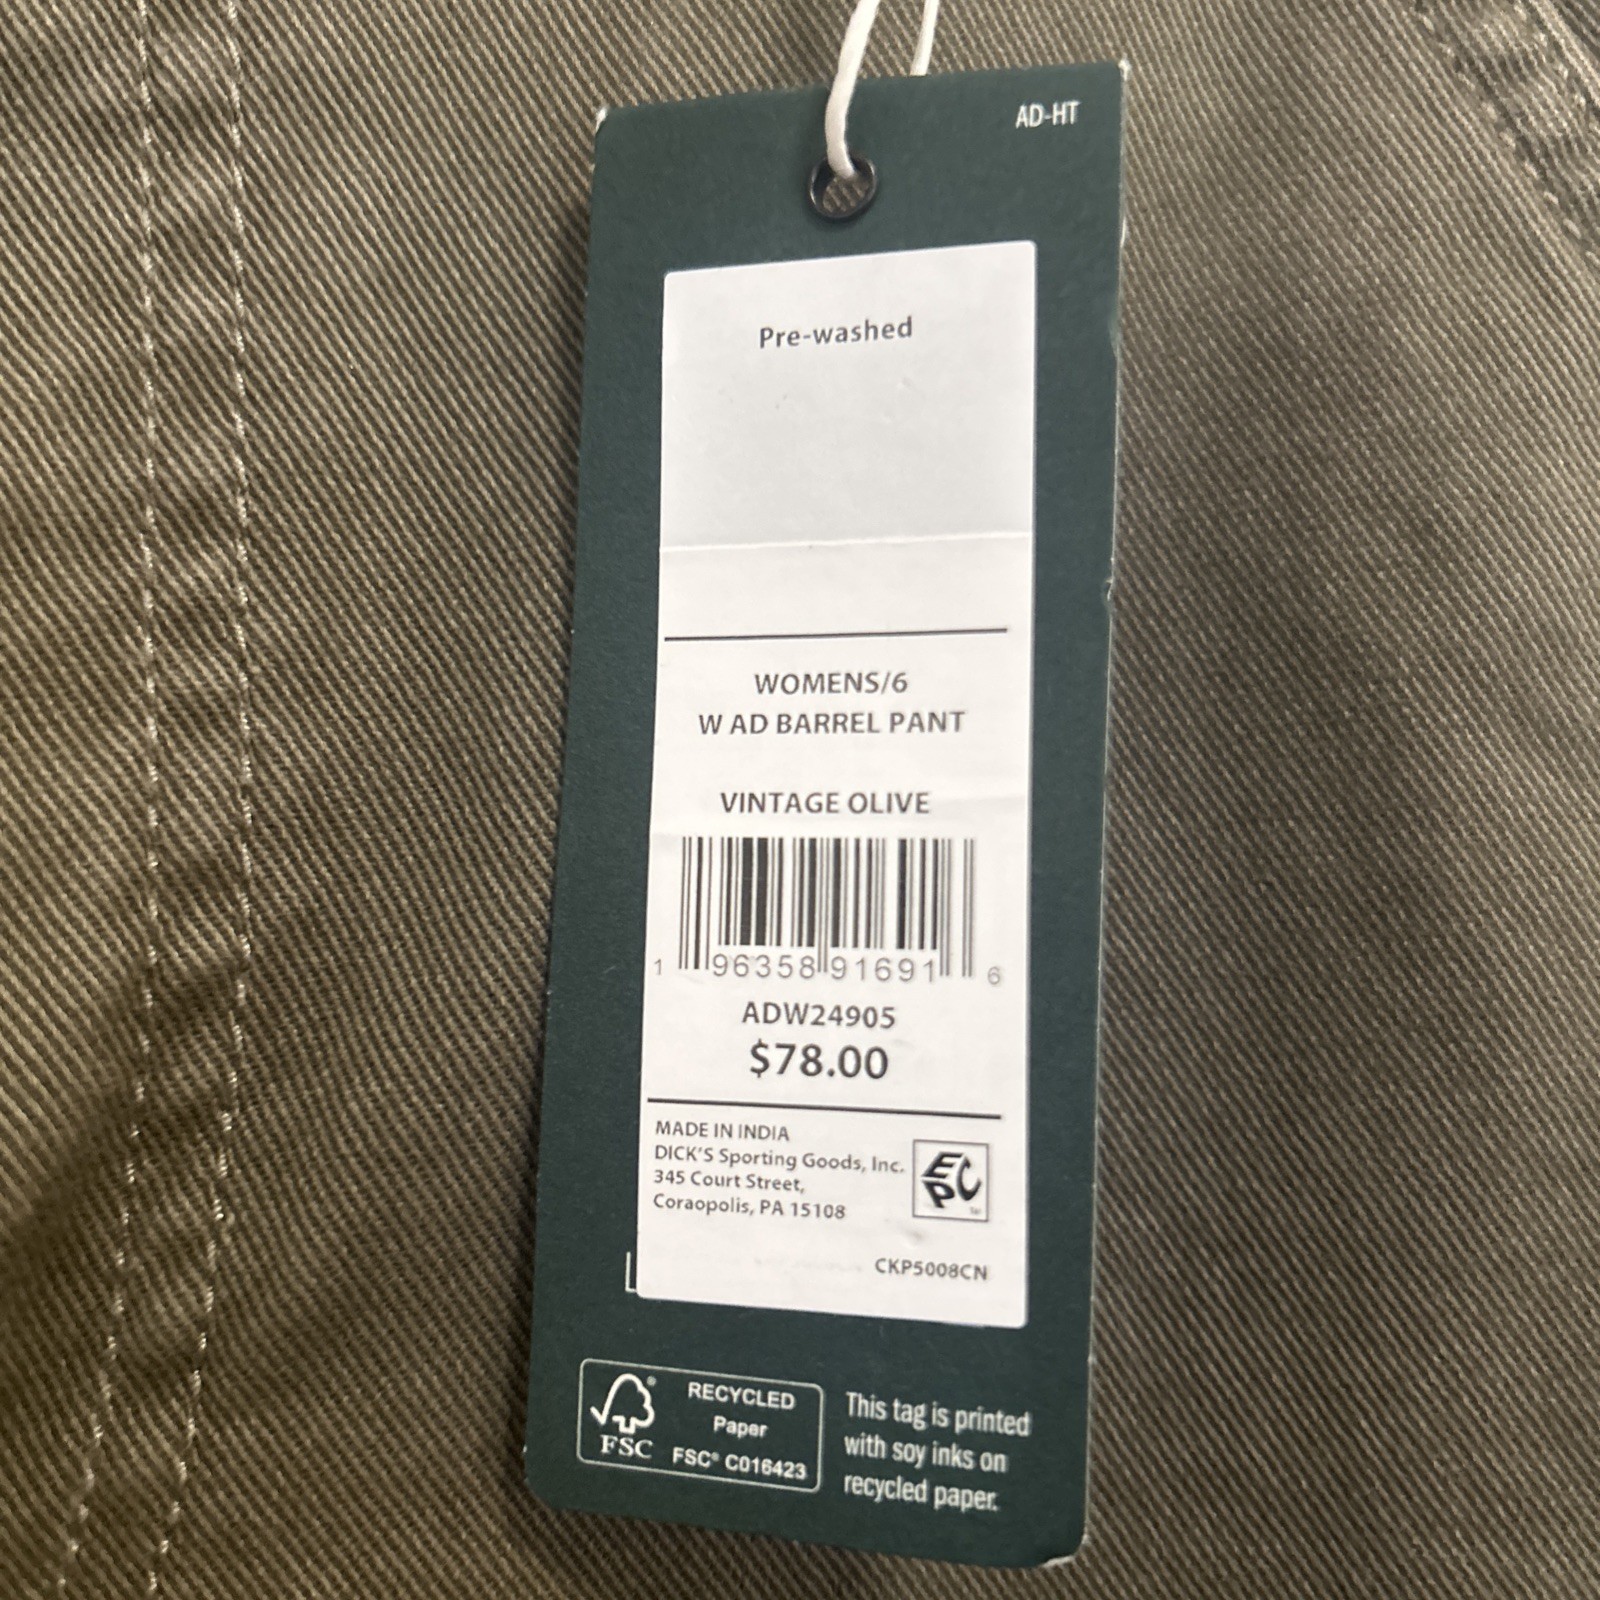 AD-HT
Pre-washed
WOMENS/6
W AD BARREL PANT
VINTAGE OLIVE
1 96358 91691 6
ADW24905
$78.00
MADE IN INDIA
DICK'S Sporting Goods, Inc.
345 Court Street,
Coraopolis, PA 15108
EPC
CKP5008CN
RECYCLED
Paper
FSC® C016423
FSC
This tag is printed
with soy inks on
recycled paper.